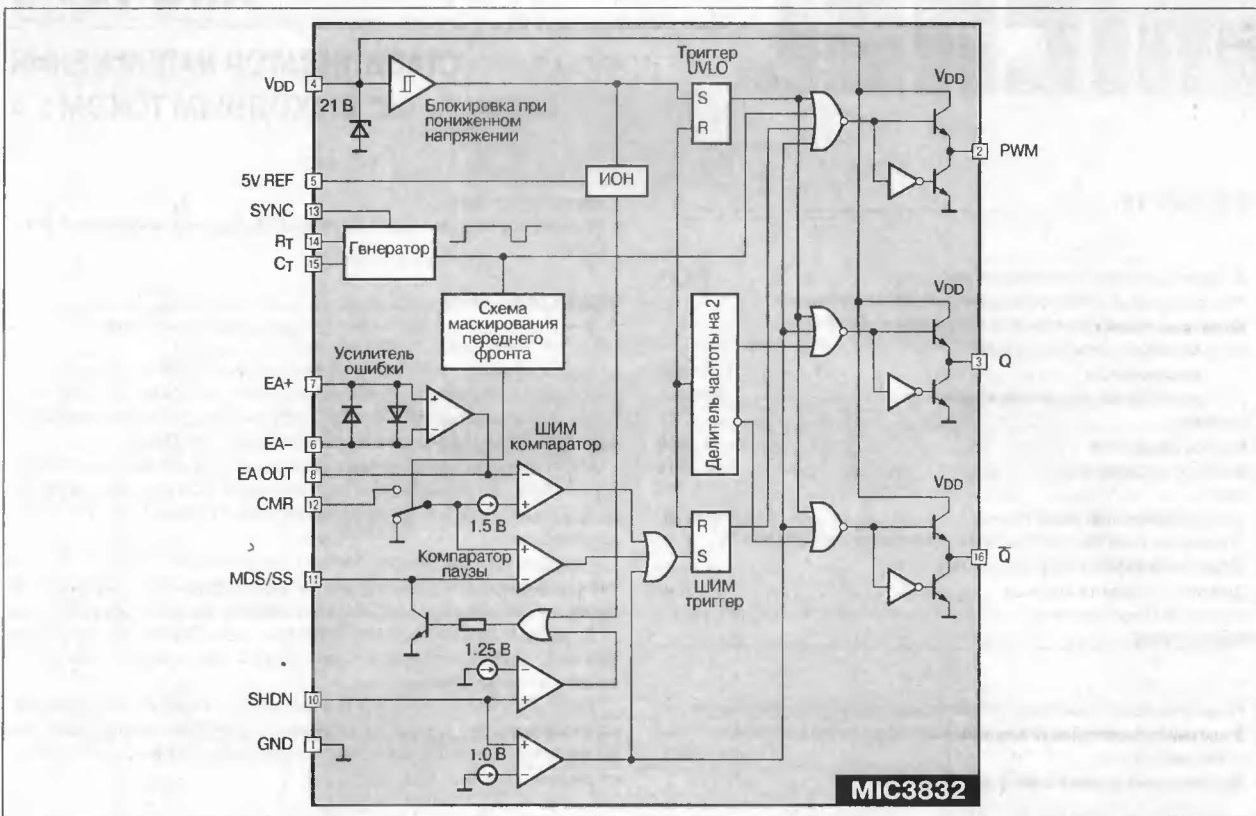 VDD
4
21 В
Блокировка при
пониженном
напряжении
Триггер
UVLO
S
R
VDD
2
PWM
5V REF
5
ИОН
SYNC
13
RT
14
CT
15
Гвнератор
Схема
маскирования
переднего
фронта
Делитель частоты на 2
VDD
3
Q
Усилитель
ошибки
EA+
7
EA–
6
EA OUT
8
CMR
12
ШИМ
компаратор
1.5 В
Компаратор
паузы
R
S
ШИМ
триггер
VDD
16
Q̅
MDS/SS
11
1.25 В
SHDN
10
GND
1
1.0 В
MIC3832